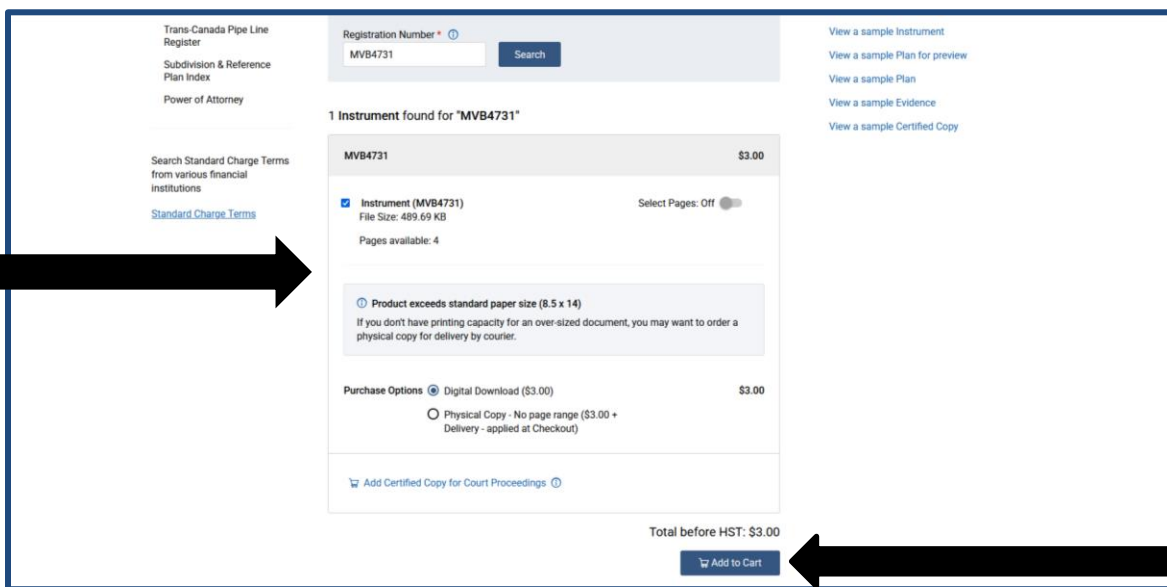 Trans-Canada Pipe Line
Register
Subdivision & Reference
Plan Index
Power of Attorney
Search Standard Charge Terms
from various financial
institutions
Standard Charge Terms
Registration Number *
MVB4731
Search
1 Instrument found for "MVB4731"
MVB4731 $3.00
Instrument (MVB4731) Select Pages: Off
File Size: 489.69 KB
Pages available: 4
Product exceeds standard paper size (8.5 x 14)
If you don't have printing capacity for an over-sized document, you may want to order a
physical copy for delivery by courier.
Purchase Options Digital Download ($3.00) $3.00
Physical Copy - No page range ($3.00 +
Delivery - applied at Checkout)
Add Certified Copy for Court Proceedings
Total before HST: $3.00
Add to Cart
View a sample Instrument
View a sample Plan for preview
View a sample Plan
View a sample Evidence
View a sample Certified Copy